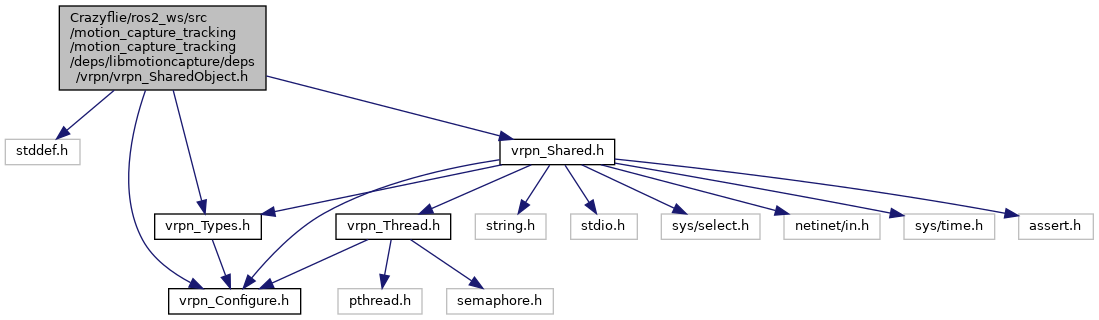 Crazyflie/ros2_ws/src
/motion_capture_tracking
/motion_capture_tracking
/deps/libmotioncapture/deps
/vrpn/vrpn_SharedObject.h
stddef.h
vrpn_Shared.h
vrpn_Types.h
vrpn_Thread.h
string.h
stdio.h
sys/select.h
netinet/in.h
sys/time.h
assert.h
vrpn_Configure.h
pthread.h
semaphore.h